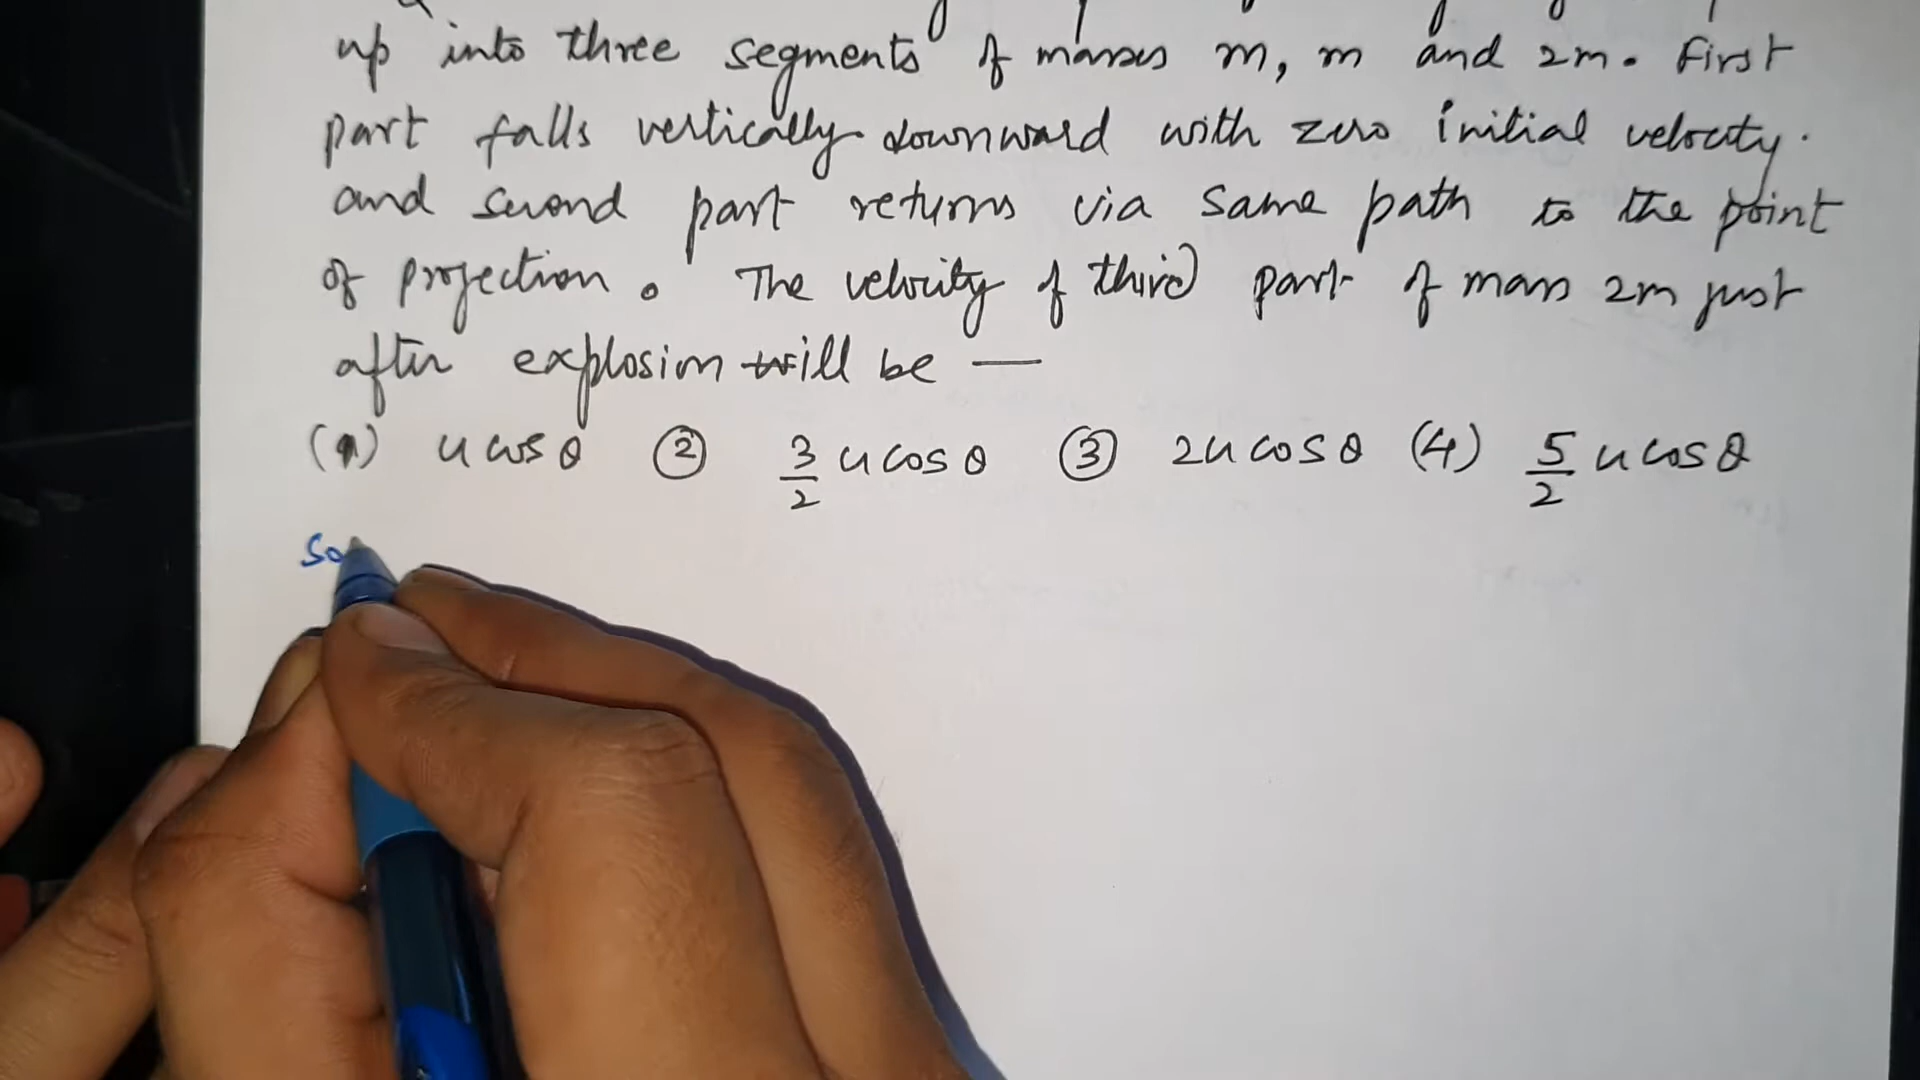 up into three segments of masses m, m and 2m. First
part falls vertically downward with zero initial velocity.
and second part returns via same path to the point
of projection. The velocity of third part of mass 2m just
after explosion will be —
(1) u cos θ ② 3/2 u cos θ ③ 2u cos θ (4) 5/2 u cos θ
So